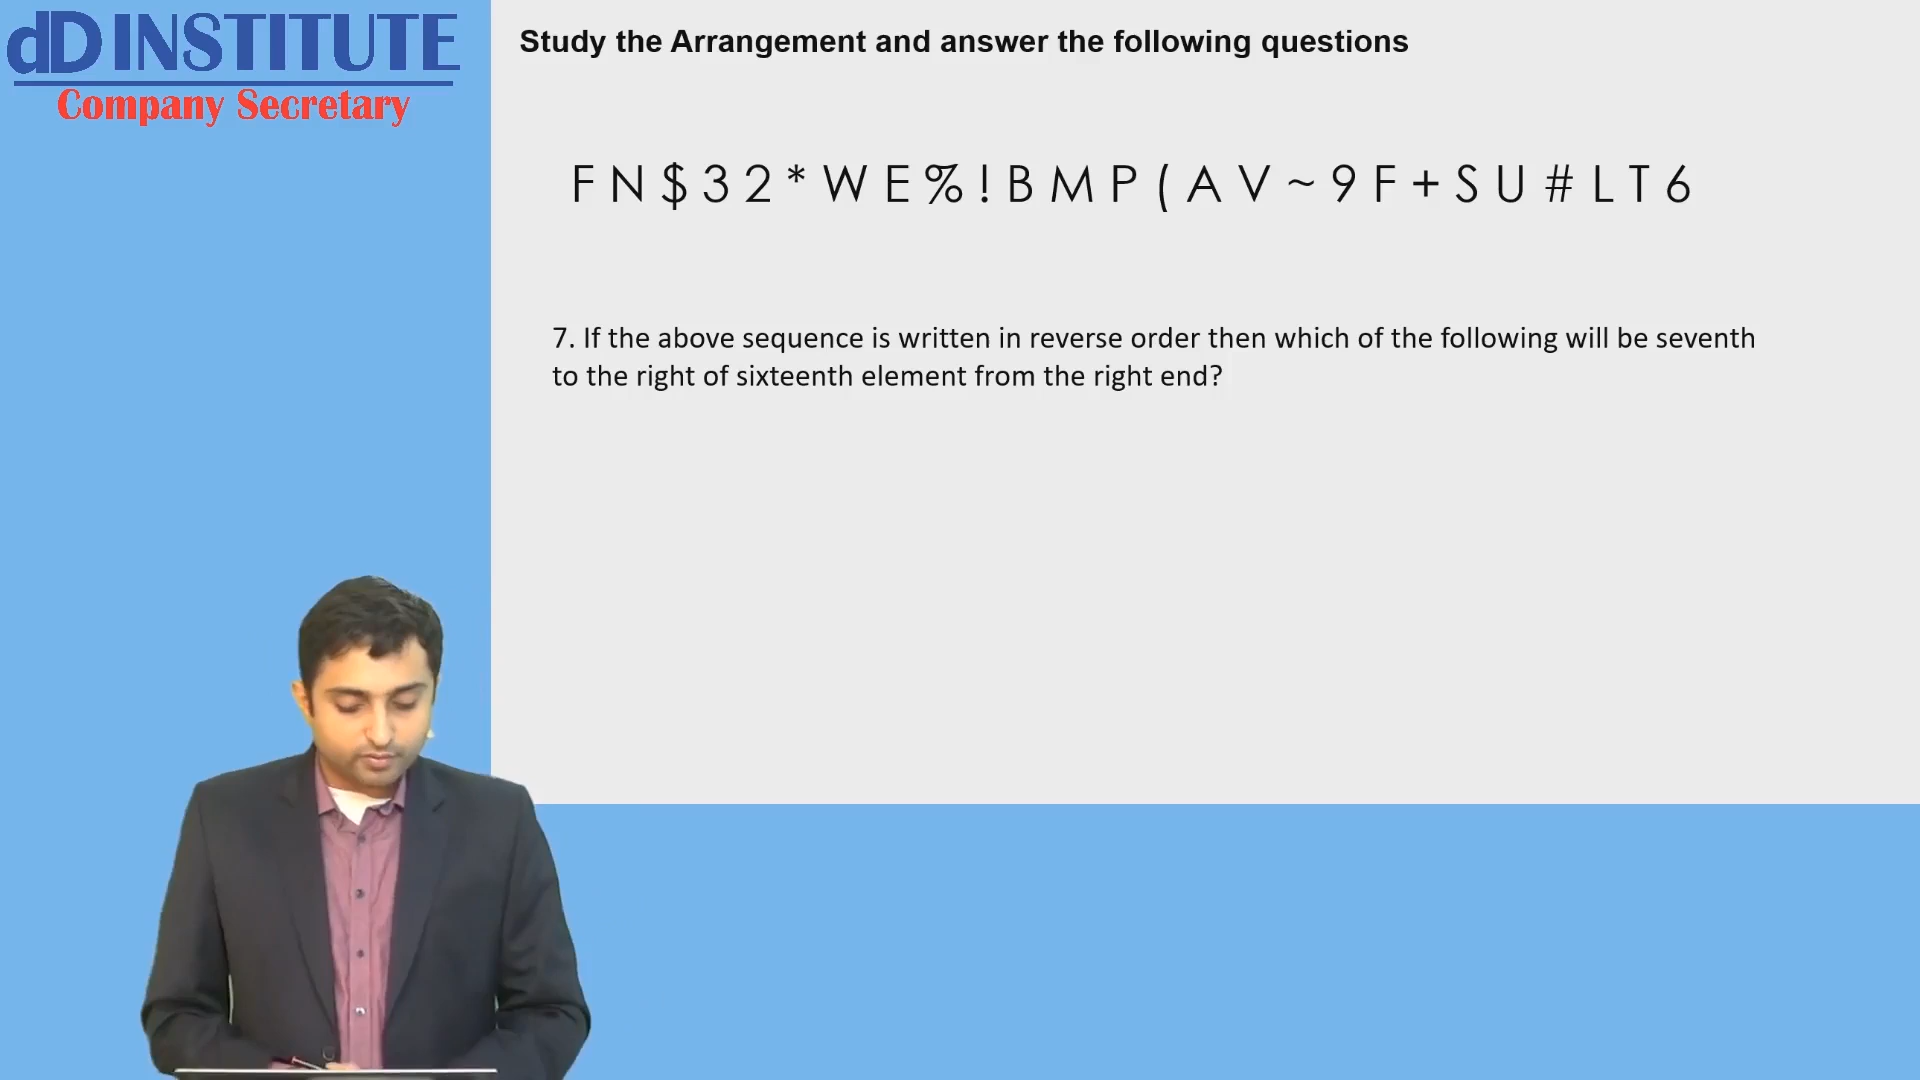 dD INSTITUTE
Company Secretary
Study the Arrangement and answer the following questions
F N $ 3 2 * W E % ! B M P ( A V ~ 9 F + S U # L T 6
7. If the above sequence is written in reverse order then which of the following will be seventh
to the right of sixteenth element from the right end?